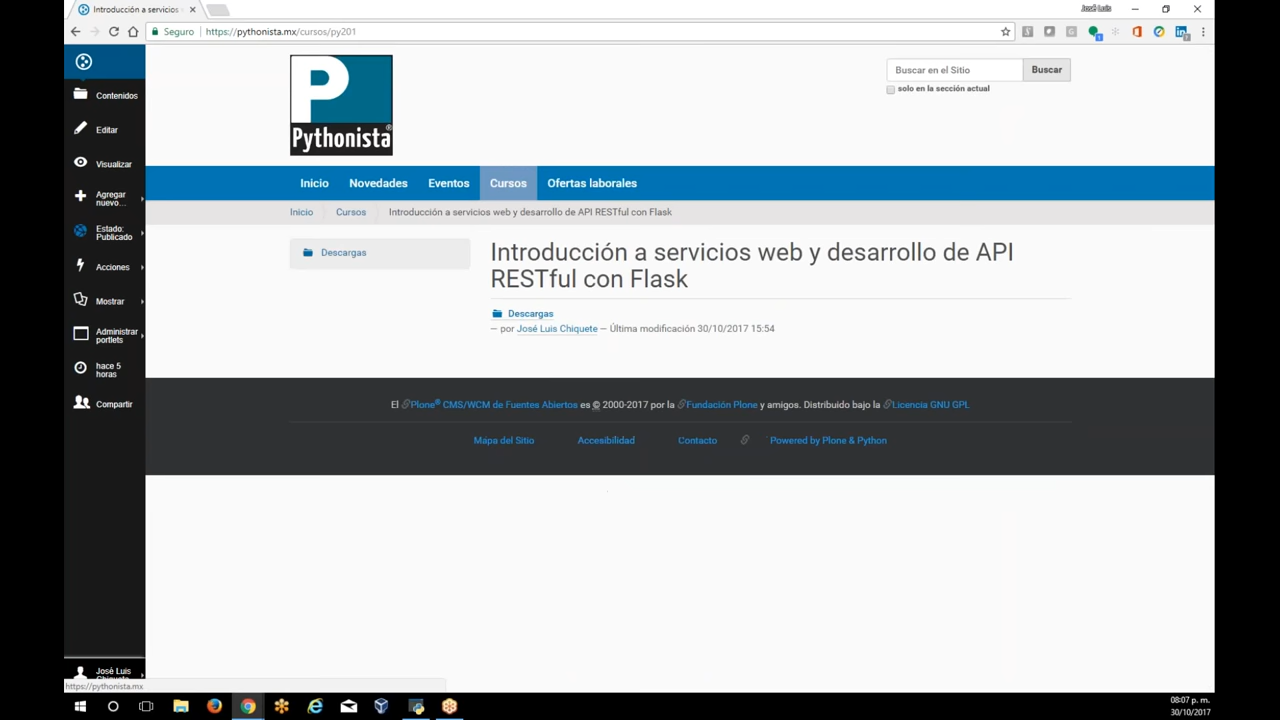 Introducción a servicios
José Luis
Seguro
https://pythonista.mx/cursos/py201
Contenidos
Editar
Visualizar
Agregar
nuevo...
Estado:
Publicado
Acciones
Mostrar
Administrar
portlets
hace 5
horas
Compartir
José Luis
https://pythonista.mx
P
Pythonista®
Buscar en el Sitio
Buscar
solo en la sección actual
Inicio
Novedades
Eventos
Cursos
Ofertas laborales
Inicio
Cursos
Introducción a servicios web y desarrollo de API RESTful con Flask
Descargas
Introducción a servicios web y desarrollo de API
RESTful con Flask
Descargas
— por José Luis Chiquete — Última modificación 30/10/2017 15:54
El Plone® CMS/WCM de Fuentes Abiertos es © 2000-2017 por la Fundación Plone y amigos. Distribuido bajo la Licencia GNU GPL
Mapa del Sitio
Accesibilidad
Contacto
Powered by Plone & Python
08:07 p. m.
30/10/2017